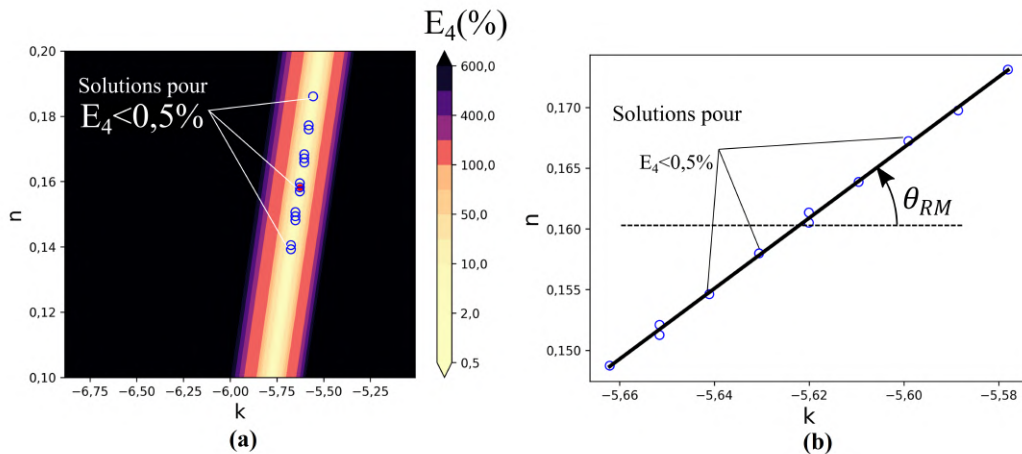 E₄(%)
0,20
0,18
0,16
0,14
0,12
0,10
n
Solutions pour
E₄<0,5%
600,0
400,0
100,0
50,0
10,0
2,0
0,5
−6,75 −6,50 −6,25 −6,00 −5,75 −5,50 −5,25
k
(a)
0,170
0,165
0,160
0,155
0,150
n
Solutions pour
E₄<0,5%
θ_RM
−5,66 −5,64 −5,62 −5,60 −5,58
k
(b)